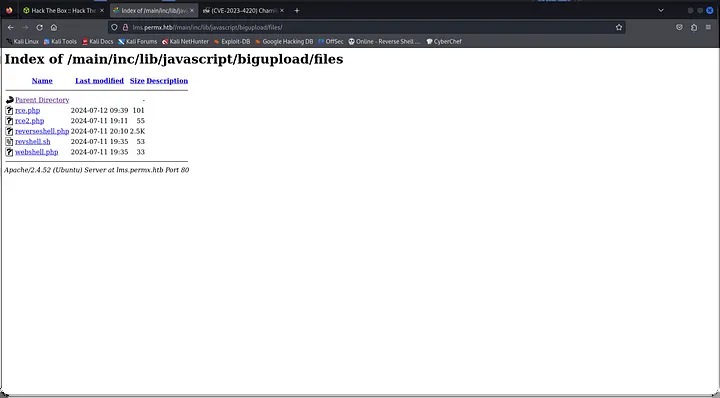 Hack The Box :: Hack The
Index of /main/inc/lib/jav
(CVE-2023-4220) Cham
lms.permx.htb//main/inc/lib/javascript/bigupload/files/
Kali Linux Kali Tools Kali Docs Kali Forums Kali NetHunter Exploit-DB Google Hacking DB OffSec Online - Reverse Shell ... CyberChef
Index of /main/inc/lib/javascript/bigupload/files
Name Last modified Size Description
Parent Directory -
rce.php 2024-07-12 09:39 101
rce2.php 2024-07-11 19:11 55
reverseshell.php 2024-07-11 20:10 2.5K
revshell.sh 2024-07-11 19:35 53
webshell.php 2024-07-11 19:35 33
Apache/2.4.52 (Ubuntu) Server at lms.permx.htb Port 80